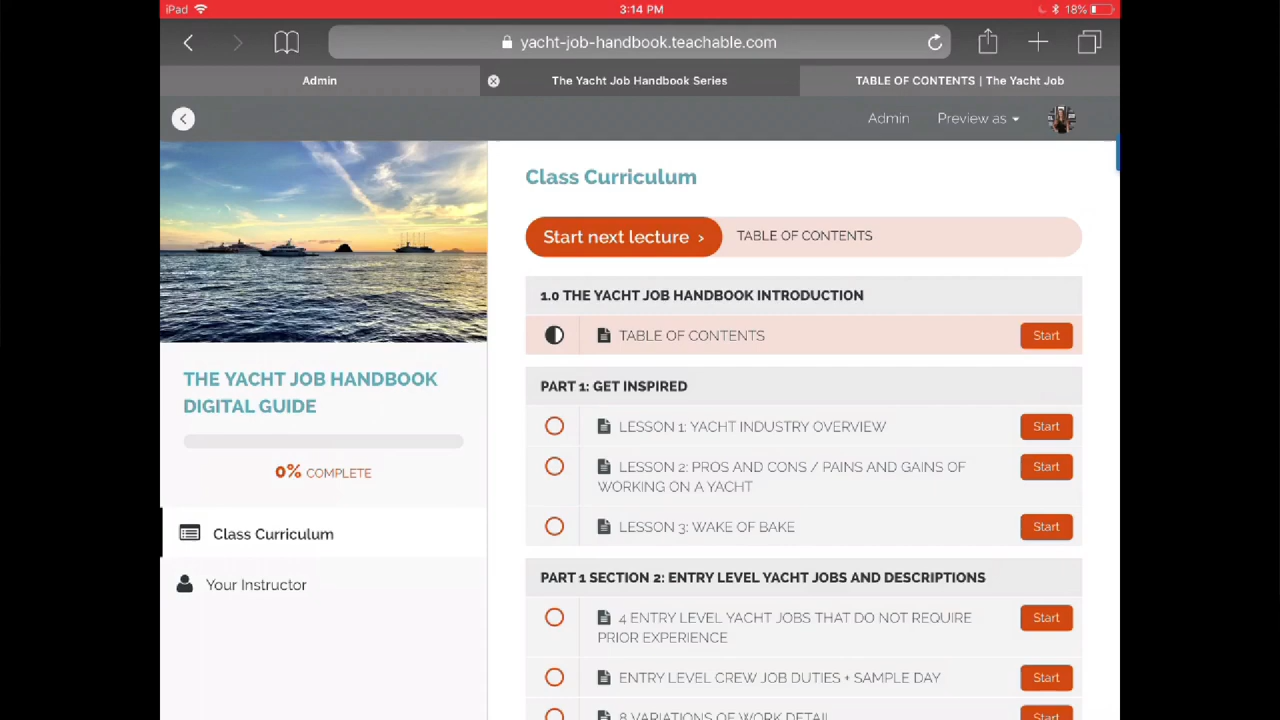 iPad 3:14 PM 18%
yacht-job-handbook.teachable.com
Admin The Yacht Job Handbook Series TABLE OF CONTENTS | The Yacht Job
Admin Preview as
Class Curriculum
Start next lecture › TABLE OF CONTENTS
1.0 THE YACHT JOB HANDBOOK INTRODUCTION
TABLE OF CONTENTS Start
THE YACHT JOB HANDBOOK
DIGITAL GUIDE
0% COMPLETE
Class Curriculum
Your Instructor
PART 1: GET INSPIRED
LESSON 1: YACHT INDUSTRY OVERVIEW Start
LESSON 2: PROS AND CONS / PAINS AND GAINS OF Start
WORKING ON A YACHT
LESSON 3: WAKE OF BAKE Start
PART 1 SECTION 2: ENTRY LEVEL YACHT JOBS AND DESCRIPTIONS
4 ENTRY LEVEL YACHT JOBS THAT DO NOT REQUIRE Start
PRIOR EXPERIENCE
ENTRY LEVEL CREW JOB DUTIES + SAMPLE DAY Start
8 VARIATIONS OF WORK DETAIL Start